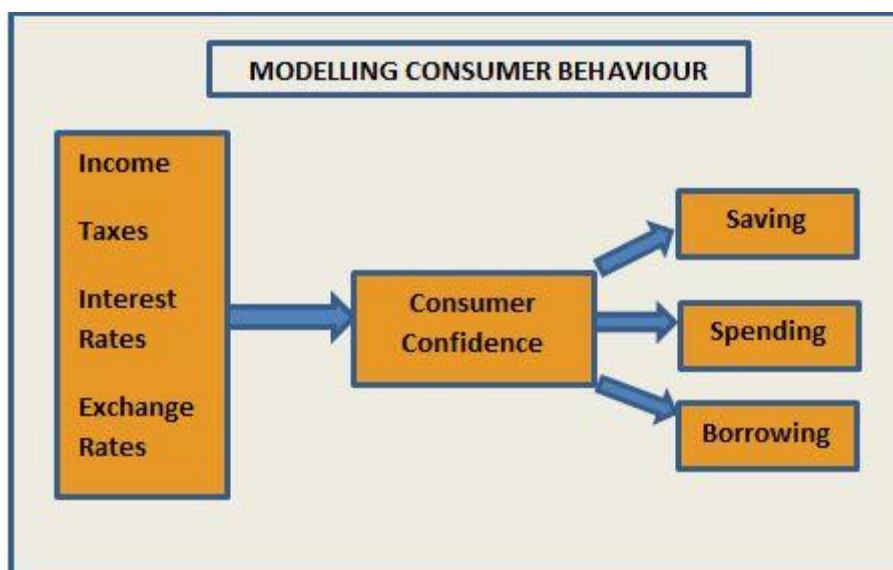 MODELLING CONSUMER BEHAVIOUR
Income
Taxes
Interest
Rates
Exchange
Rates
Consumer
Confidence
Saving
Spending
Borrowing